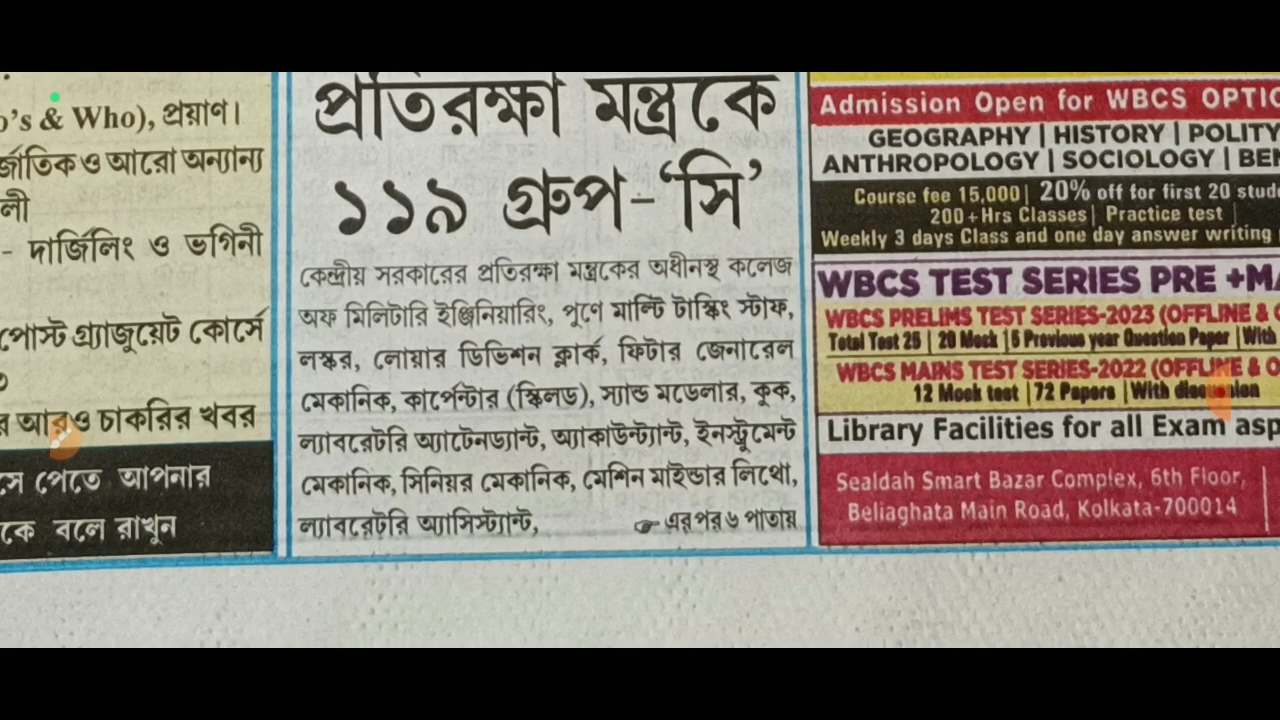 's & Who), প্রয়াণ।
র্জাতিক ও আরো অন্যান্য
লী
- দার্জিলিং ও ভগিনী
পোস্ট গ্র্যাজুয়েট কোর্সে
র আরও চাকরির খবর
সে পেতে আপনার
কে বলে রাখুন
প্রতিরক্ষা মন্ত্রকে
১১৯ গ্রুপ-‘সি’
কেন্দ্রীয় সরকারের প্রতিরক্ষা মন্ত্রকের অধীনস্থ কলেজ
অফ মিলিটারি ইঞ্জিনিয়ারিং, পুণে মাল্টি টাস্কিং স্টাফ,
লস্কর, লোয়ার ডিভিশন ক্লার্ক, ফিটার জেনারেল
মেকানিক, কার্পেন্টার (স্কিলড), স্যান্ড মডেলার, কুক,
ল্যাবরেটরি অ্যাটেনড্যান্ট, অ্যাকাউন্ট্যান্ট, ইনস্ট্রুমেন্ট
মেকানিক, সিনিয়র মেকানিক, মেশিন মাইন্ডার লিথো,
ল্যাবরেটরি অ্যাসিস্ট্যান্ট, ☞ এর পর ৬ পাতায়
Admission Open for WBCS OPTIO
GEOGRAPHY | HISTORY | POLITY
ANTHROPOLOGY | SOCIOLOGY | BEN
Course fee 15,000| 20% off for first 20 stud
200+Hrs Classes| Practice test |
Weekly 3 days Class and one day answer writing
WBCS TEST SERIES PRE +MA
WBCS PRELIMS TEST SERIES-2023 (OFFLINE & O
Total Test 25 | 20 Mock |5 Previous year Question Paper |With
WBCS MAINS TEST SERIES-2022 (OFFLINE & O
12 Mock test |72 Papers |With discussion
Library Facilities for all Exam asp
Sealdah Smart Bazar Complex, 6th Floor,
Beliaghata Main Road, Kolkata-700014